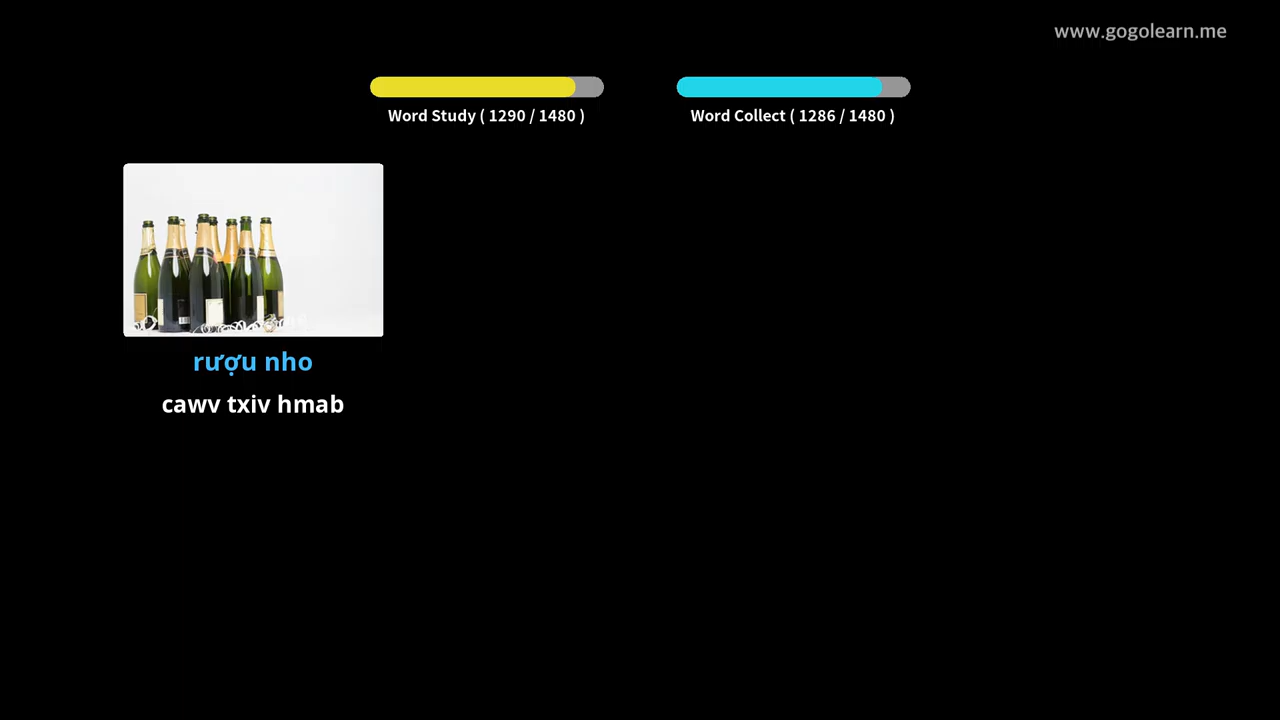 www.gogolearn.me
Word Study ( 1290 / 1480 )
Word Collect ( 1286 / 1480 )
rượu nho
cawv txiv hmab